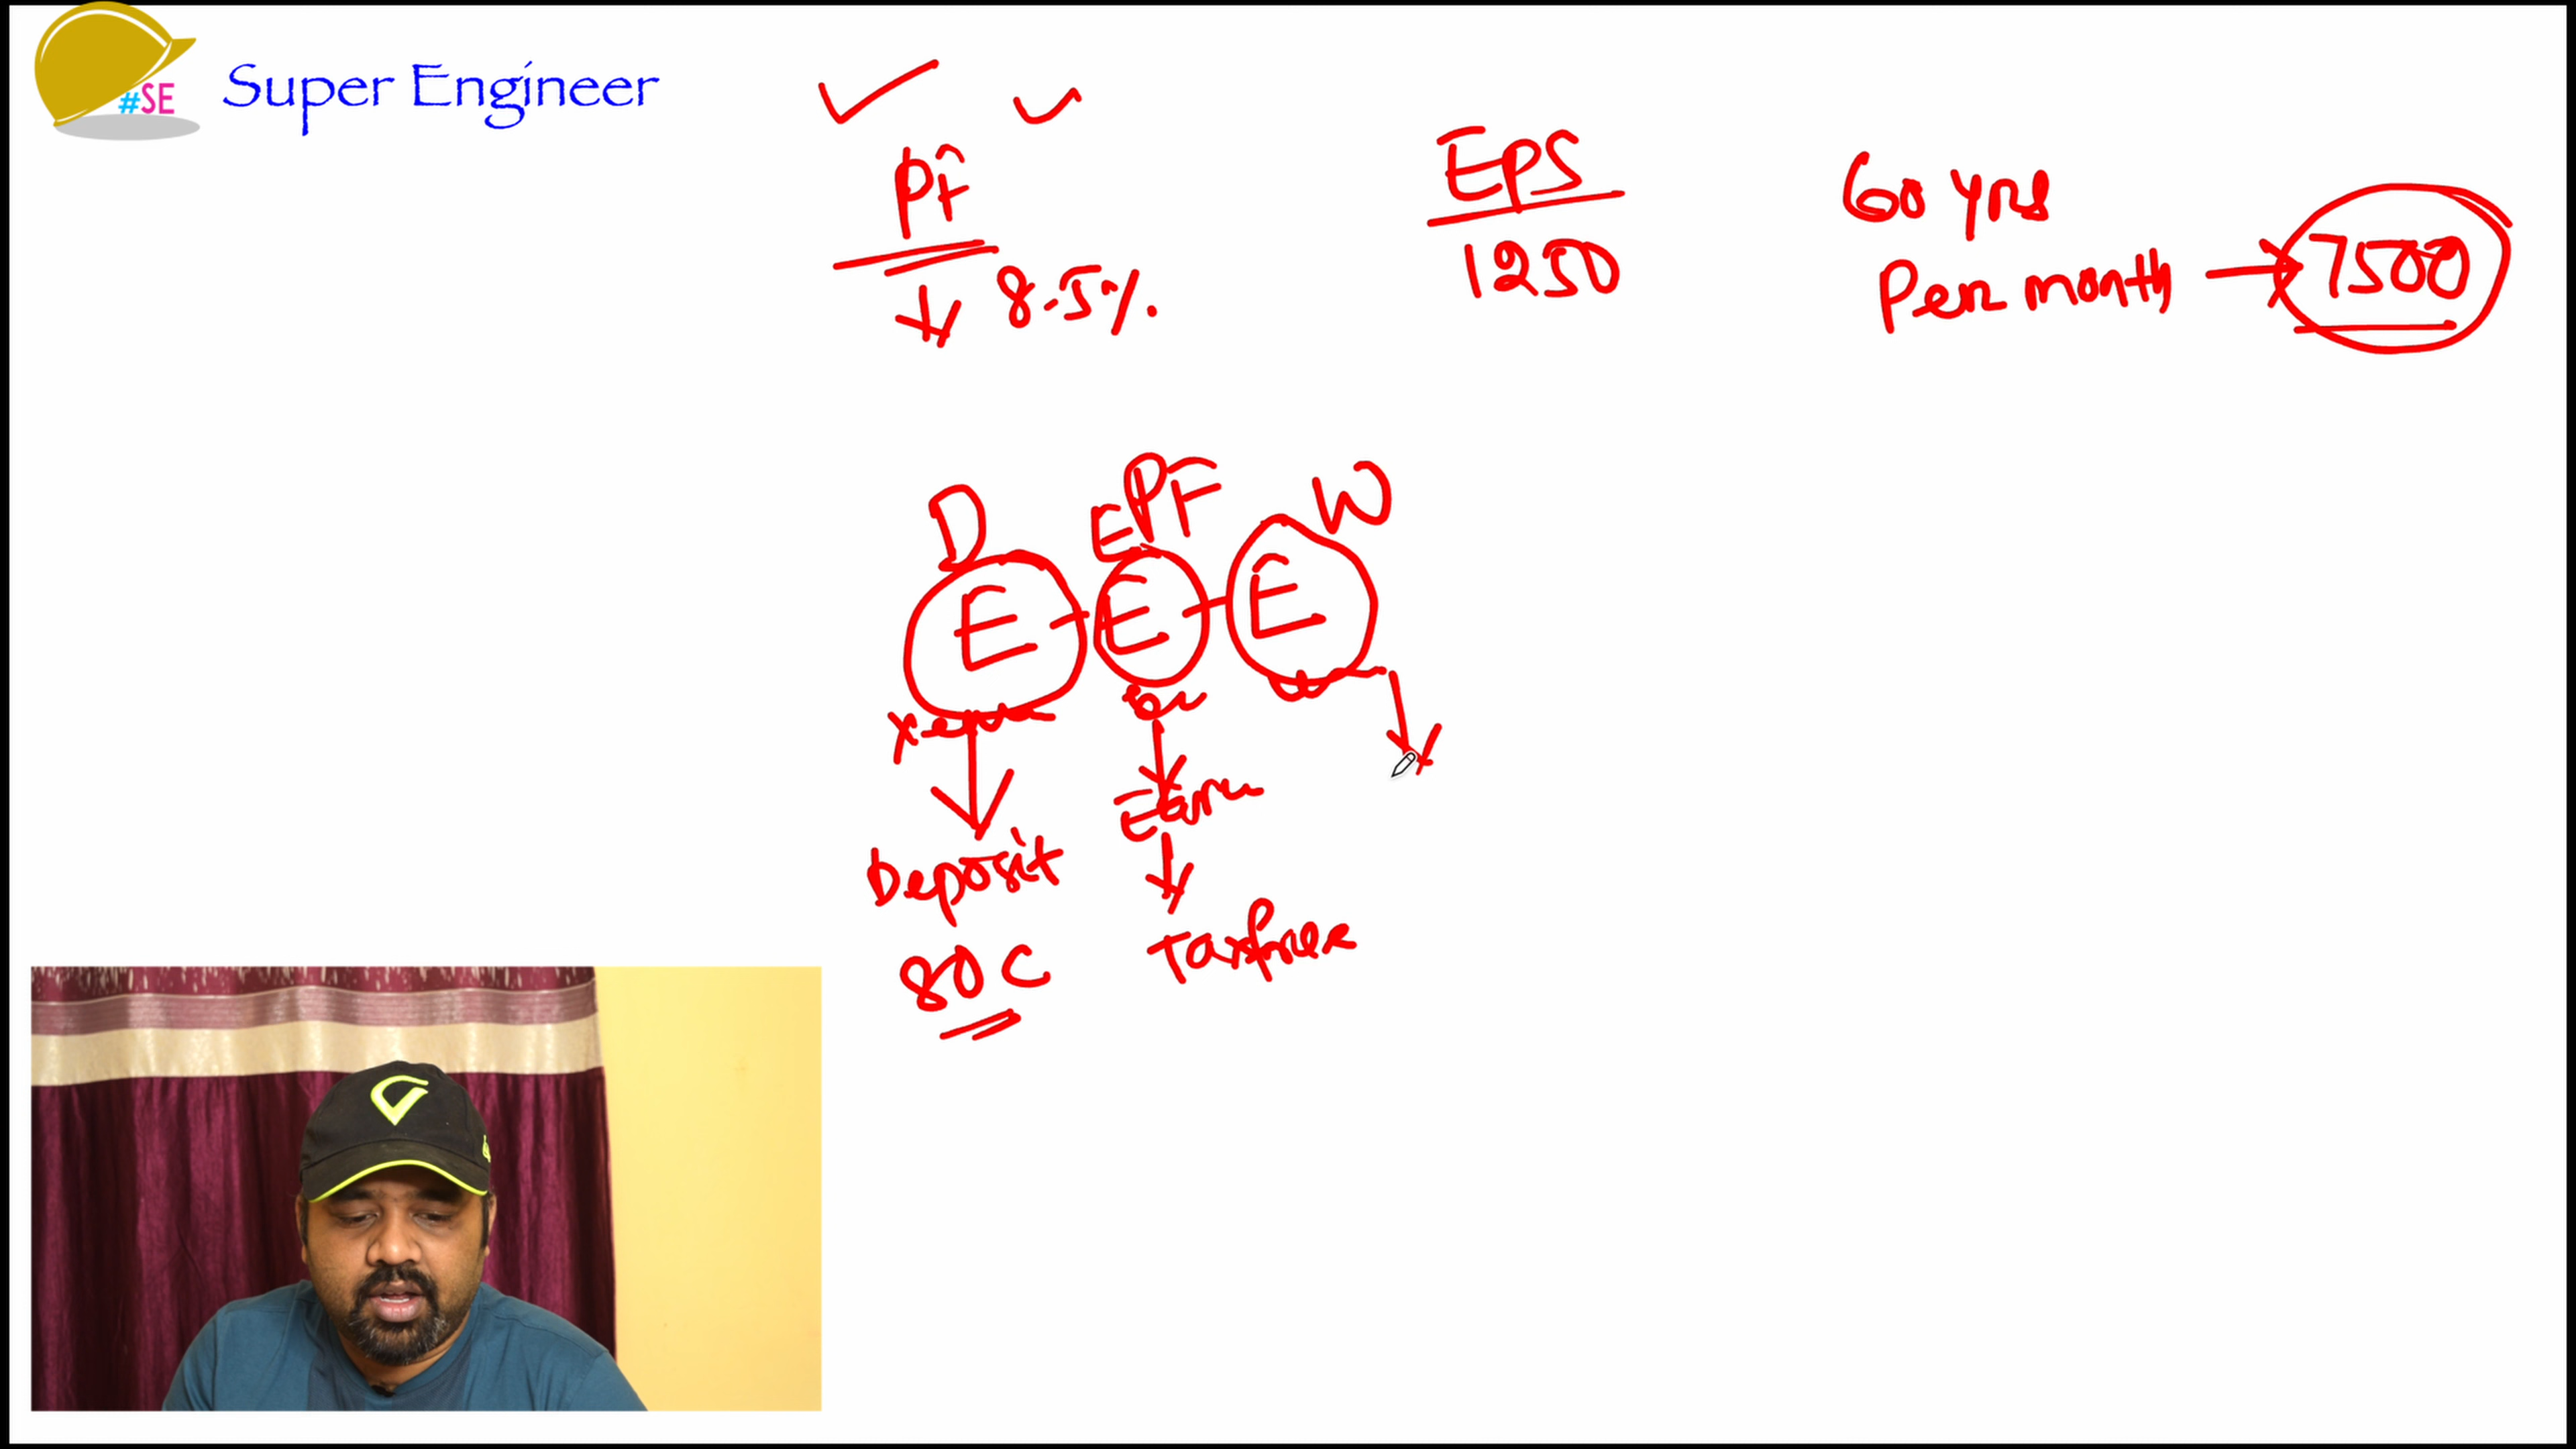 #SE
Super Engineer
PF
8.5%.
EPS
1250
60 yrs
Per month
7500
D
EPF
W
E-E-E
Deposit
80C
Earn
Taxfree